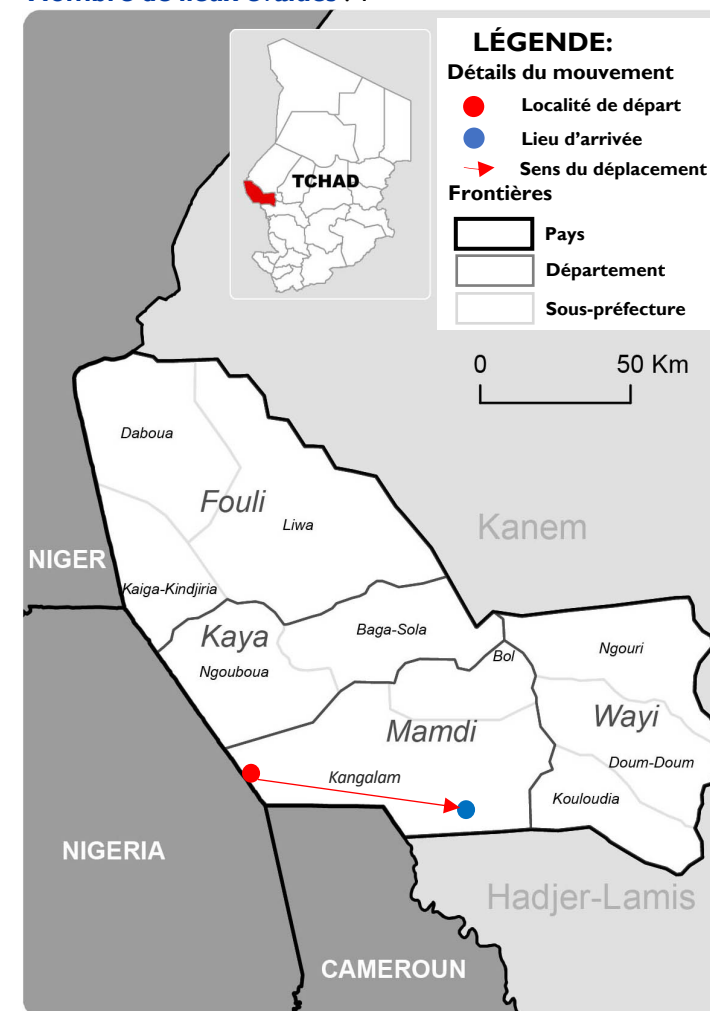 LÉGENDE:
Détails du mouvement
Localité de départ
Lieu d'arrivée
Sens du déplacement
Frontières
Pays
Département
Sous-préfecture
TCHAD
0 50 Km
Daboua
Fouli
Liwa
Kanem
NIGER
Kaiga-Kindjiria
Kaya
Baga-Sola
Ngouboua
Bol
Ngouri
Mamdi
Wayi
Kangalam
Doum-Doum
Kouloudia
NIGERIA
Hadjer-Lamis
CAMEROUN